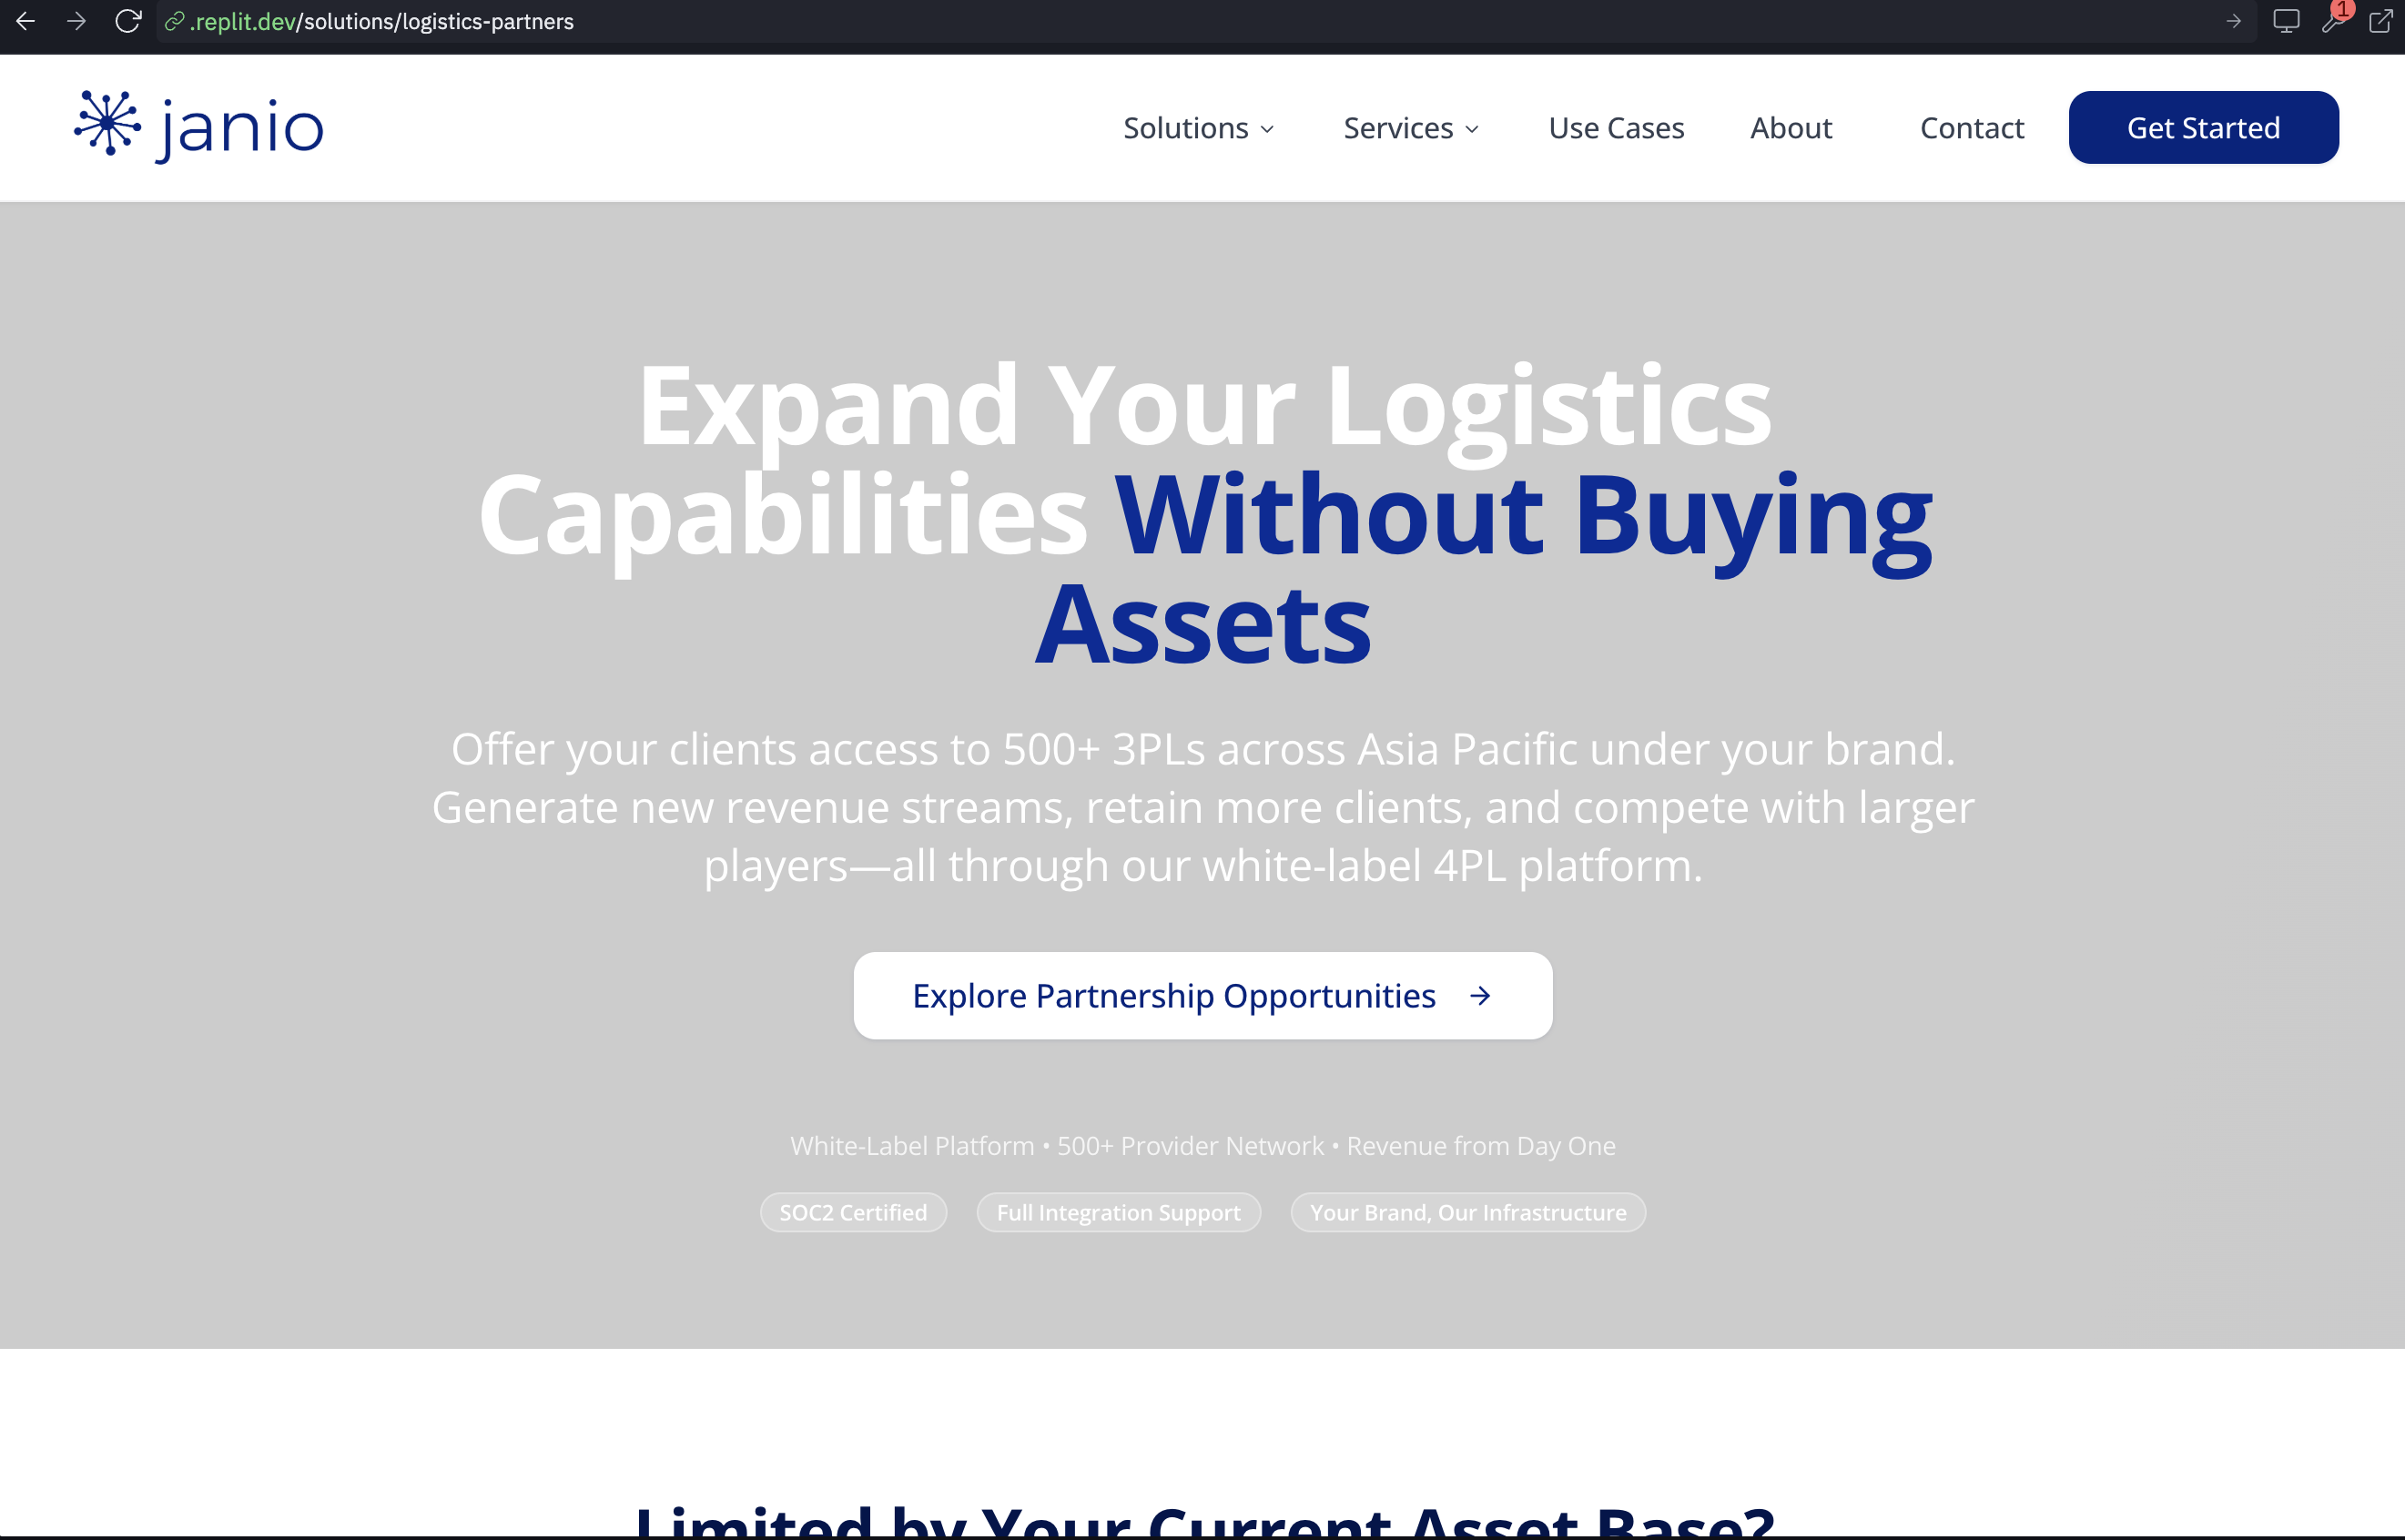 .replit.dev/solutions/logistics-partners
1
janio
Solutions
Services
Use Cases
About
Contact
Get Started
Expand Your Logistics
Capabilities Without Buying
Assets
Offer your clients access to 500+ 3PLs across Asia Pacific under your brand.
Generate new revenue streams, retain more clients, and compete with larger
players—all through our white-label 4PL platform.
Explore Partnership Opportunities →
White-Label Platform • 500+ Provider Network • Revenue from Day One
SOC2 Certified
Full Integration Support
Your Brand, Our Infrastructure
Limited by Your Current Asset Base?